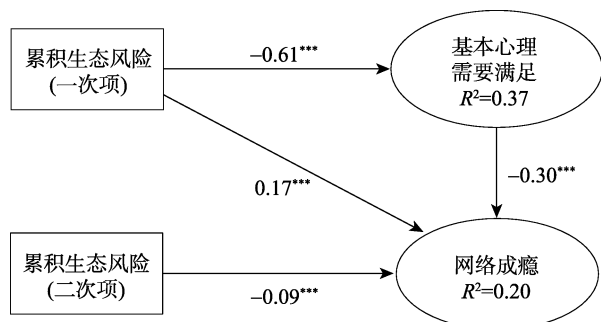 累积生态风险
(一次项)
−0.61***
基本心理
需要满足
R²=0.37
0.17***
−0.30***
累积生态风险
(二次项)
−0.09***
网络成瘾
R²=0.20